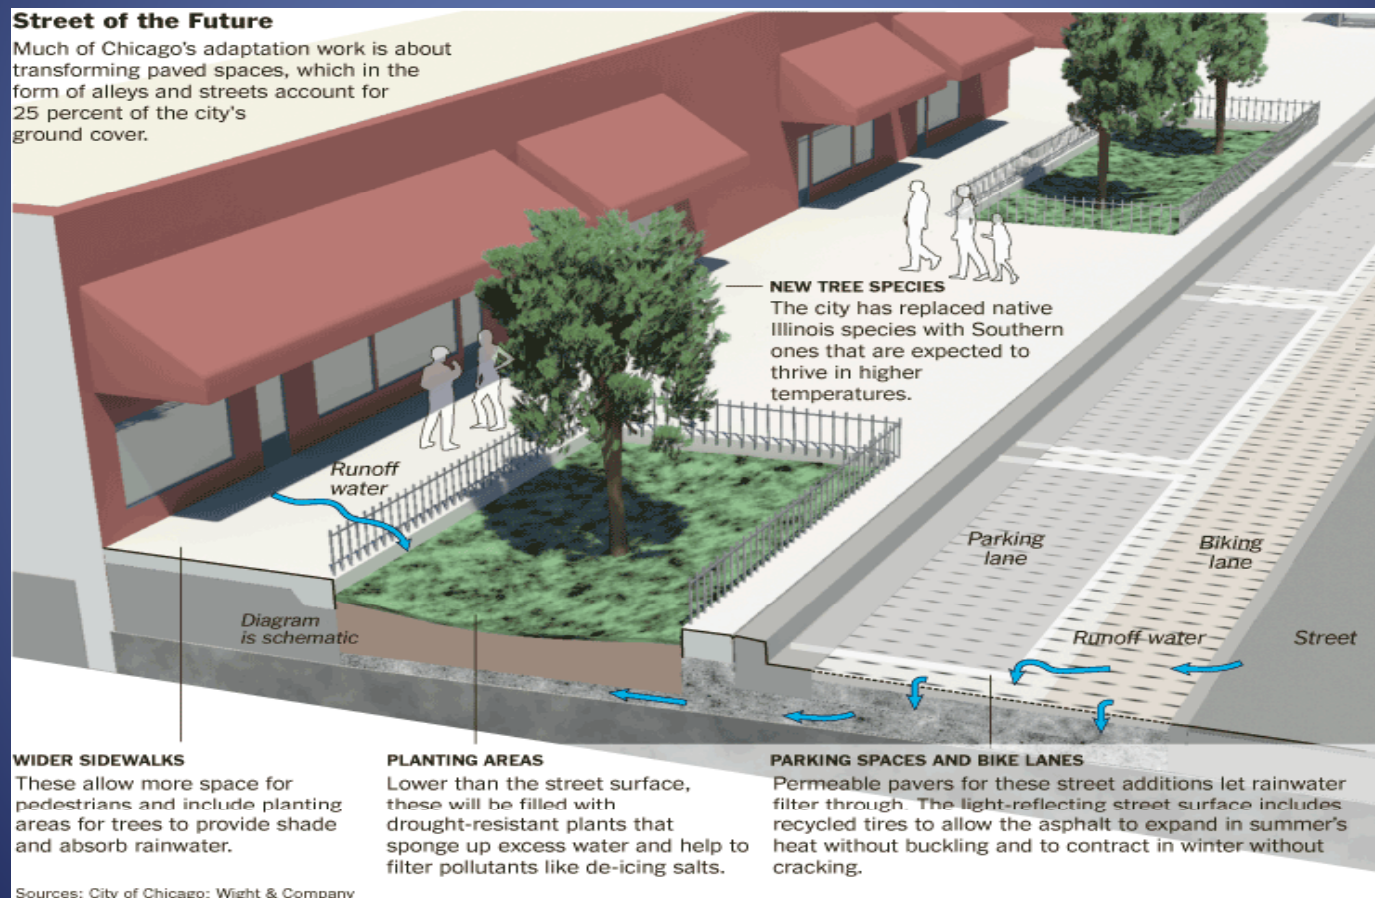 Street of the Future
Much of Chicago's adaptation work is about
transforming paved spaces, which in the
form of alleys and streets account for
25 percent of the city's
ground cover.
NEW TREE SPECIES
The city has replaced native
Illinois species with Southern
ones that are expected to
thrive in higher
temperatures.
Runoff
water
Parking
lane
Biking
lane
Diagram
is schematic
Runoff water
Street
WIDER SIDEWALKS
These allow more space for
pedestrians and include planting
areas for trees to provide shade
and absorb rainwater.
PLANTING AREAS
Lower than the street surface,
these will be filled with
drought-resistant plants that
sponge up excess water and help to
filter pollutants like de-icing salts.
PARKING SPACES AND BIKE LANES
Permeable pavers for these street additions let rainwater
filter through. The light-reflecting street surface includes
recycled tires to allow the asphalt to expand in summer's
heat without buckling and to contract in winter without
cracking.
Sources: City of Chicago; Wight & Company